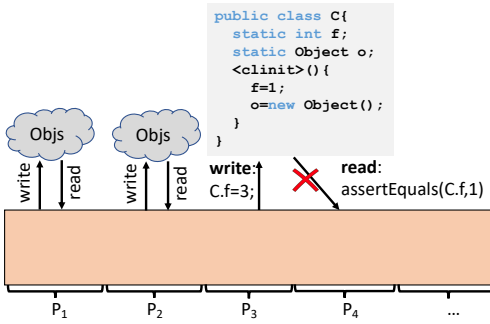 public class C{
static int f;
static Object o;
<clinit>(){
f=1;
o=new Object();
}
}
Objs
Objs
write
read
write
read
write:
C.f=3;
read:
assertEquals(C.f,1)
P1
P2
P3
P4
...